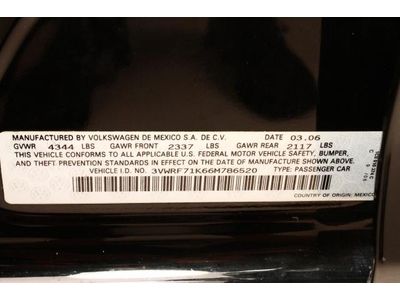 MANUFACTURED BY VOLKSWAGEN DE MEXICO S.A. DE C.V. 03.06
GVWR 4344 LBS GAWR FRONT 2337 LBS GAWR REAR 2117 LBS
THIS VEHICLE CONFORMS TO ALL APPLICABLE U.S. FEDERAL MOTOR VEHICLE SAFETY, BUMPER,
AND THEFT PREVENTION STANDARDS IN EFFECT ON THE DATE OF MANUFACTURE SHOWN ABOVE.
VEHICLE I.D. 3VWRF71K66M786520 TYPE: PASSENGER CAR
COUNTRY OF ORIGIN: MEXICO